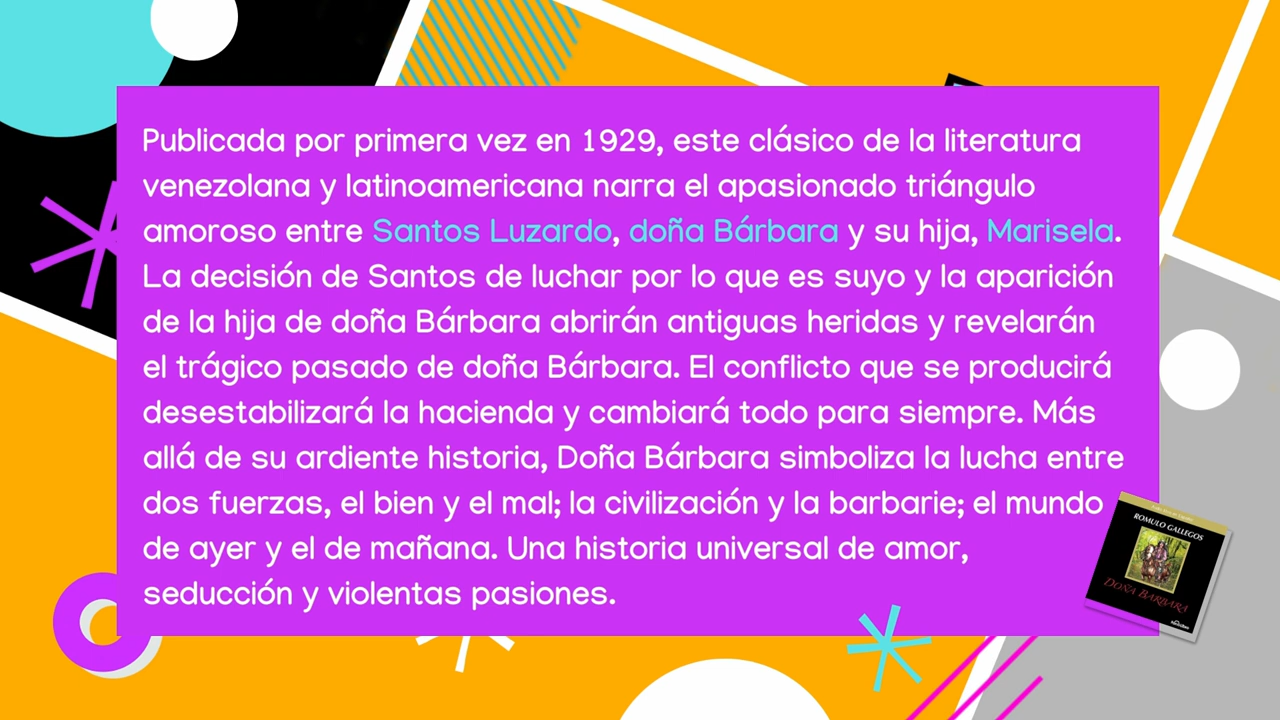 Publicada por primera vez en 1929, este clásico de la literatura
venezolana y latinoamericana narra el apasionado triángulo
amoroso entre Santos Luzardo, doña Bárbara y su hija, Marisela.
La decisión de Santos de luchar por lo que es suyo y la aparición
de la hija de doña Bárbara abrirán antiguas heridas y revelarán
el trágico pasado de doña Bárbara. El conflicto que se producirá
desestabilizará la hacienda y cambiará todo para siempre. Más
allá de su ardiente historia, Doña Bárbara simboliza la lucha entre
dos fuerzas, el bien y el mal; la civilización y la barbarie; el mundo
de ayer y el de mañana. Una historia universal de amor,
seducción y violentas pasiones.
ROMULO GALLEGOS
DOÑA BARBARA